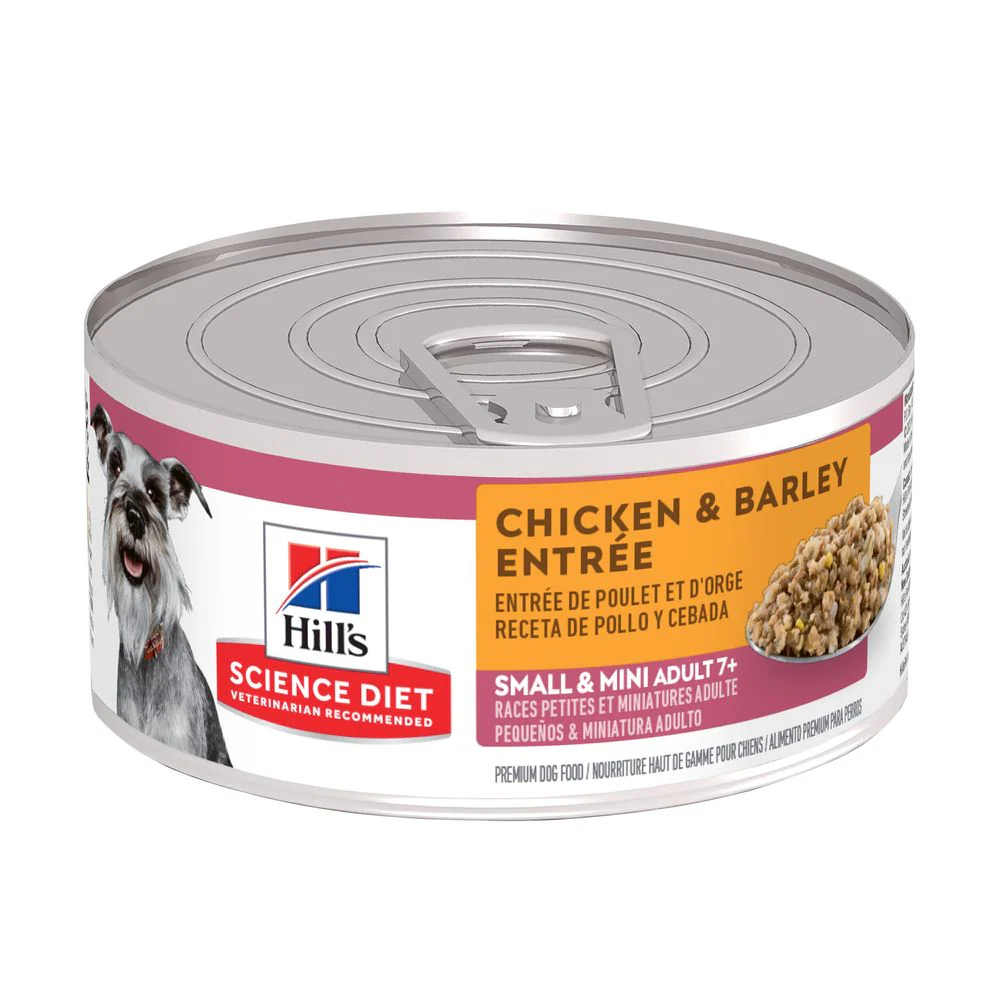 Hill's
SCIENCE DIET
VETERINARIAN RECOMMENDED
CHICKEN & BARLEY
ENTRÉE
ENTRÉE DE POULET ET D'ORGE
RECETA DE POLLO Y CEBADA
SMALL & MINI ADULT 7+
RACES PETITES ET MINIATURES ADULTE
PEQUEÑOS & MINIATURA ADULTO
PREMIUM DOG FOOD / NOURRITURE HAUT DE GAMME POUR CHIENS / ALIMENTO PREMIUM PARA PERROS